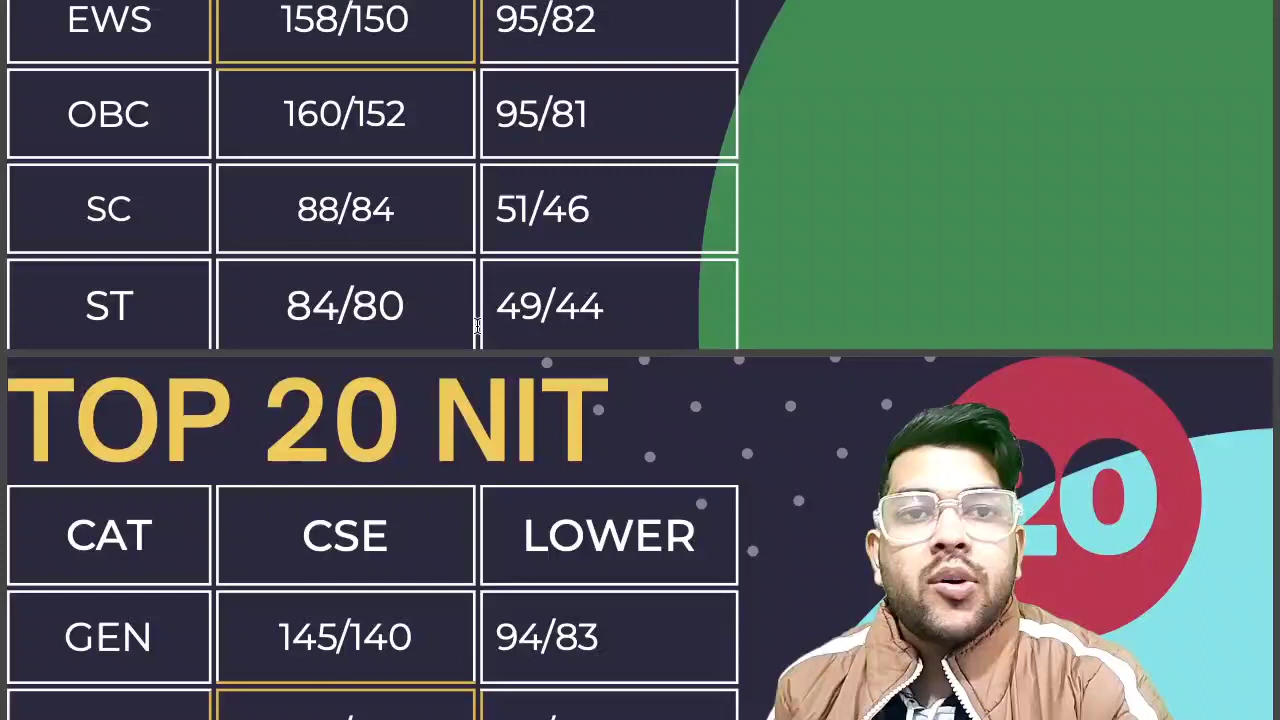 EWS 158/150 95/82
OBC 160/152 95/81
SC 88/84 51/46
ST 84/80 49/44
TOP 20 NIT
20
CAT CSE LOWER
GEN 145/140 94/83